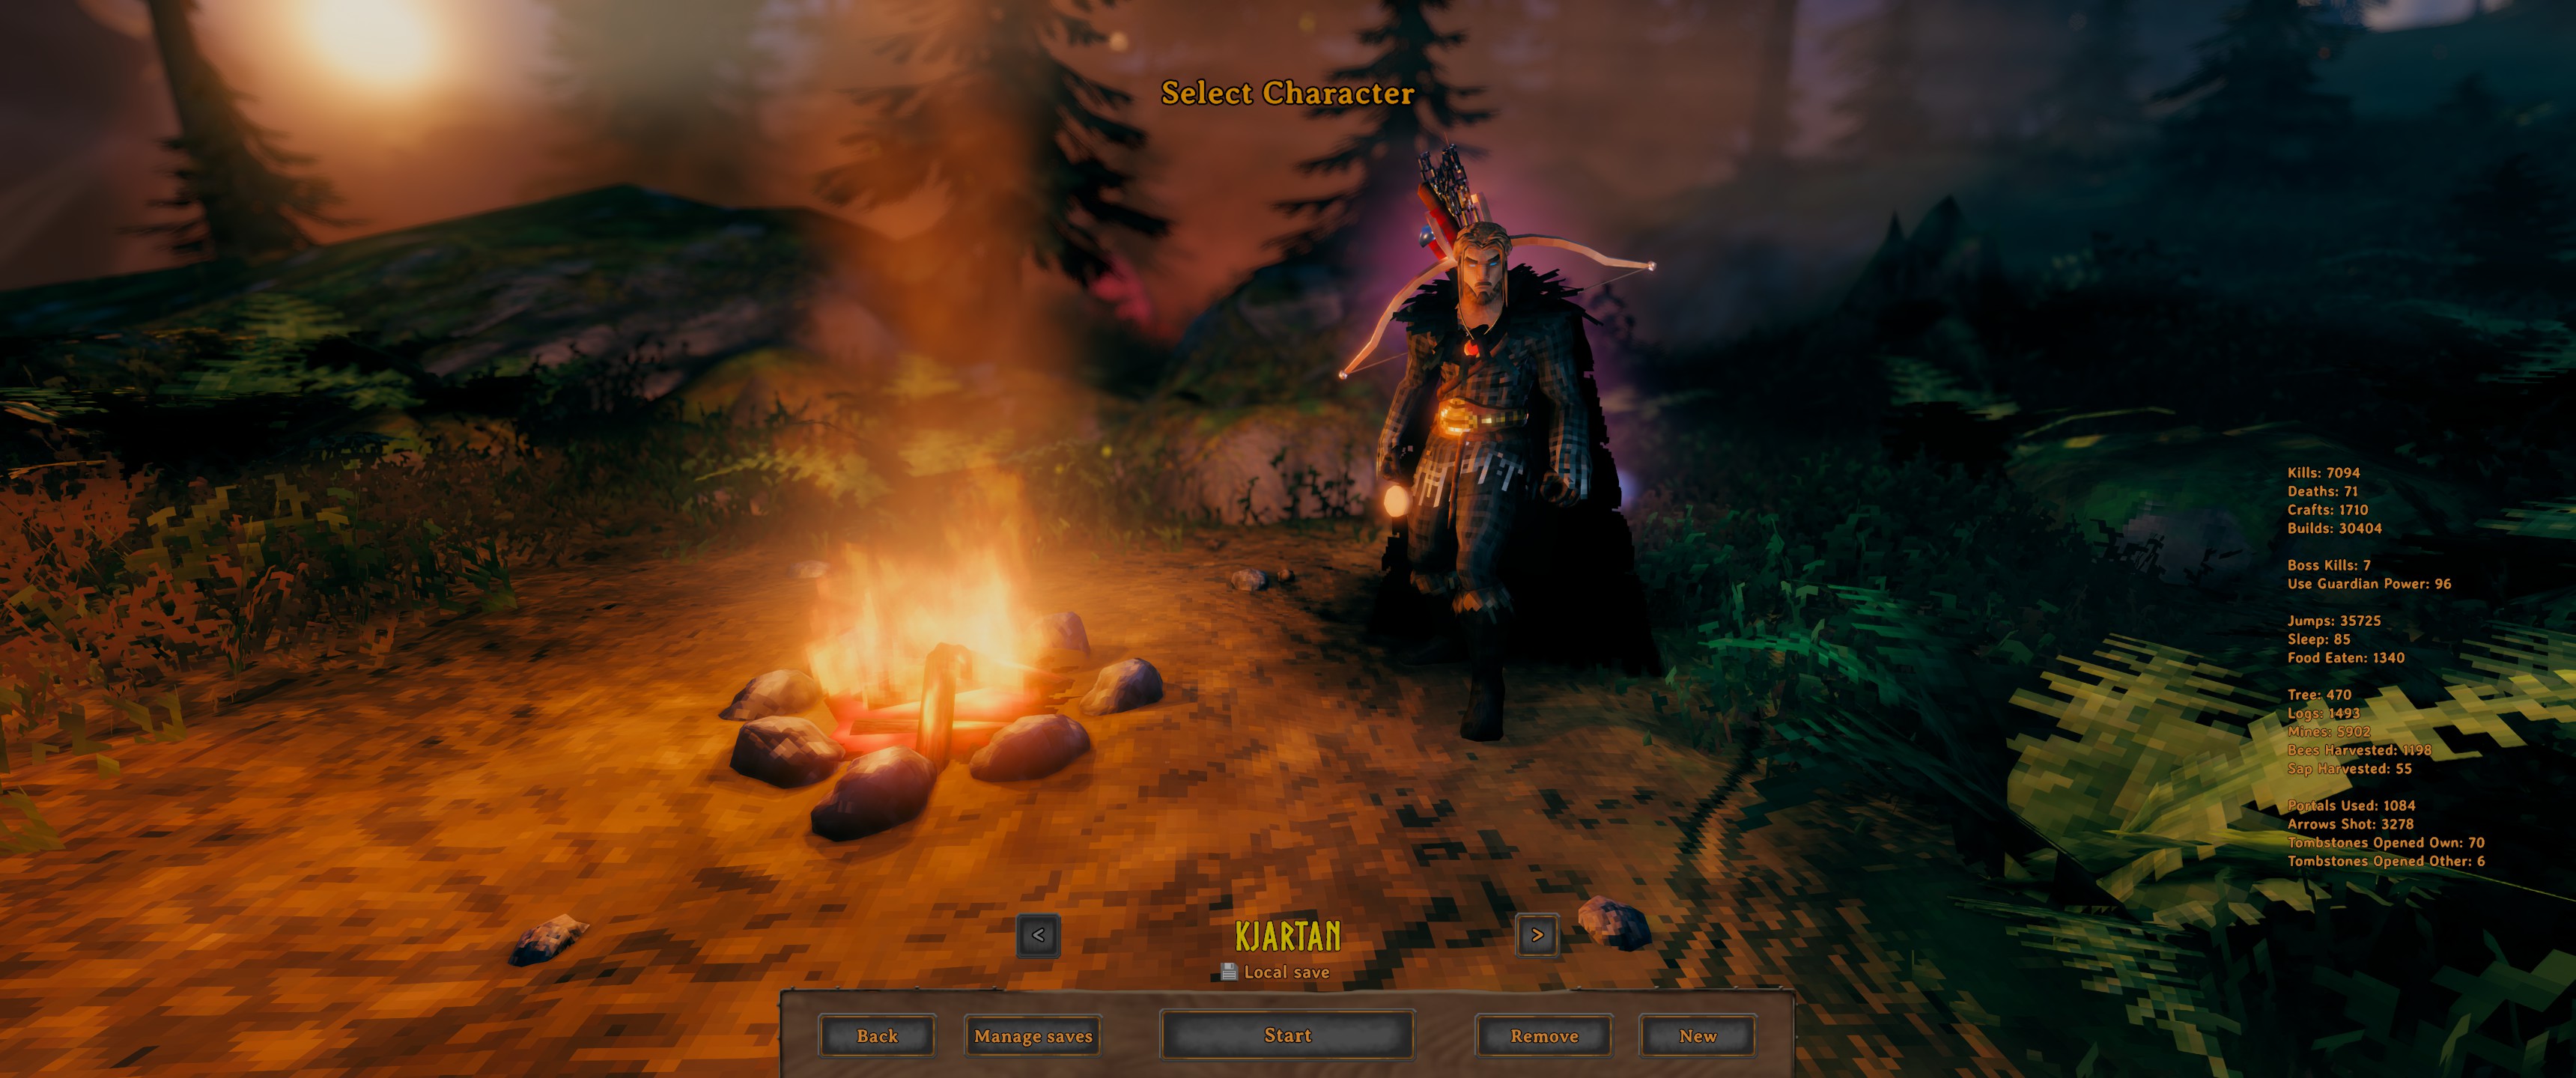 Select Character
Kills: 7094
Deaths: 71
Crafts: 1710
Builds: 30404
Boss Kills: 7
Use Guardian Power: 96
Jumps: 35725
Sleep: 85
Food Eaten: 1340
Tree: 470
Logs: 1493
Mines: 5902
Bees Harvested: 1198
Sap Harvested: 55
Portals Used: 1084
Arrows Shot: 3278
Tombstones Opened Own: 70
Tombstones Opened Other: 6
< KJARTAN >
Local save
Back Manage saves Start Remove New